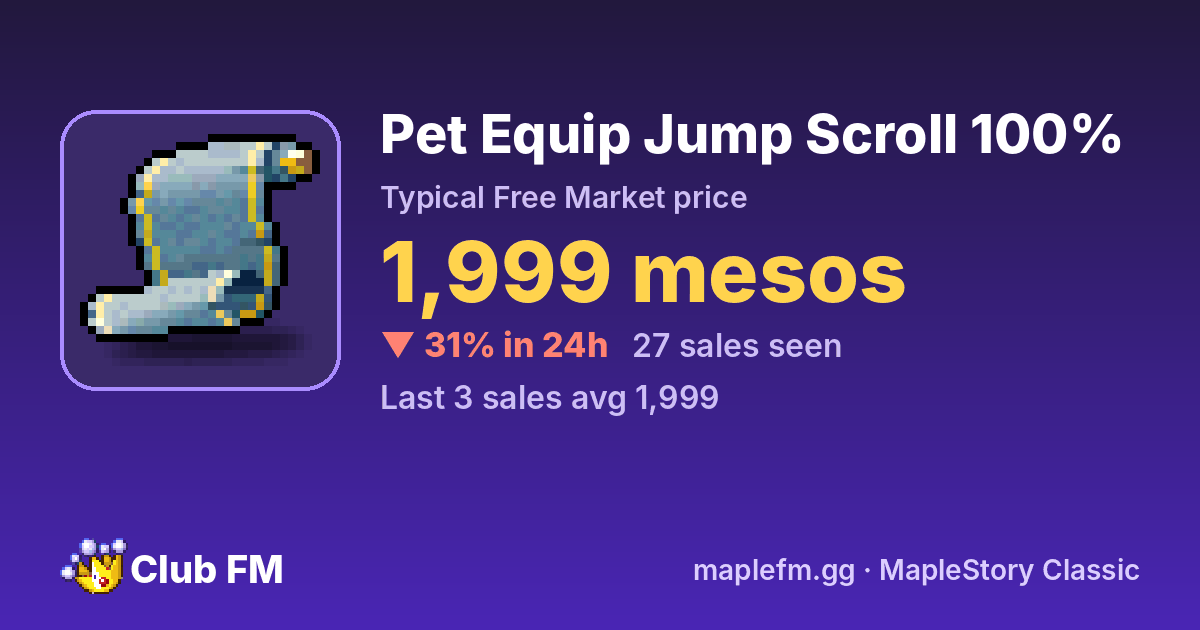 Pet Equip Jump Scroll 100%
Typical Free Market price
1,999 mesos
▼ 31% in 24h 27 sales seen
Last 3 sales avg 1,999
Club FM
maplefm.gg · MapleStory Classic